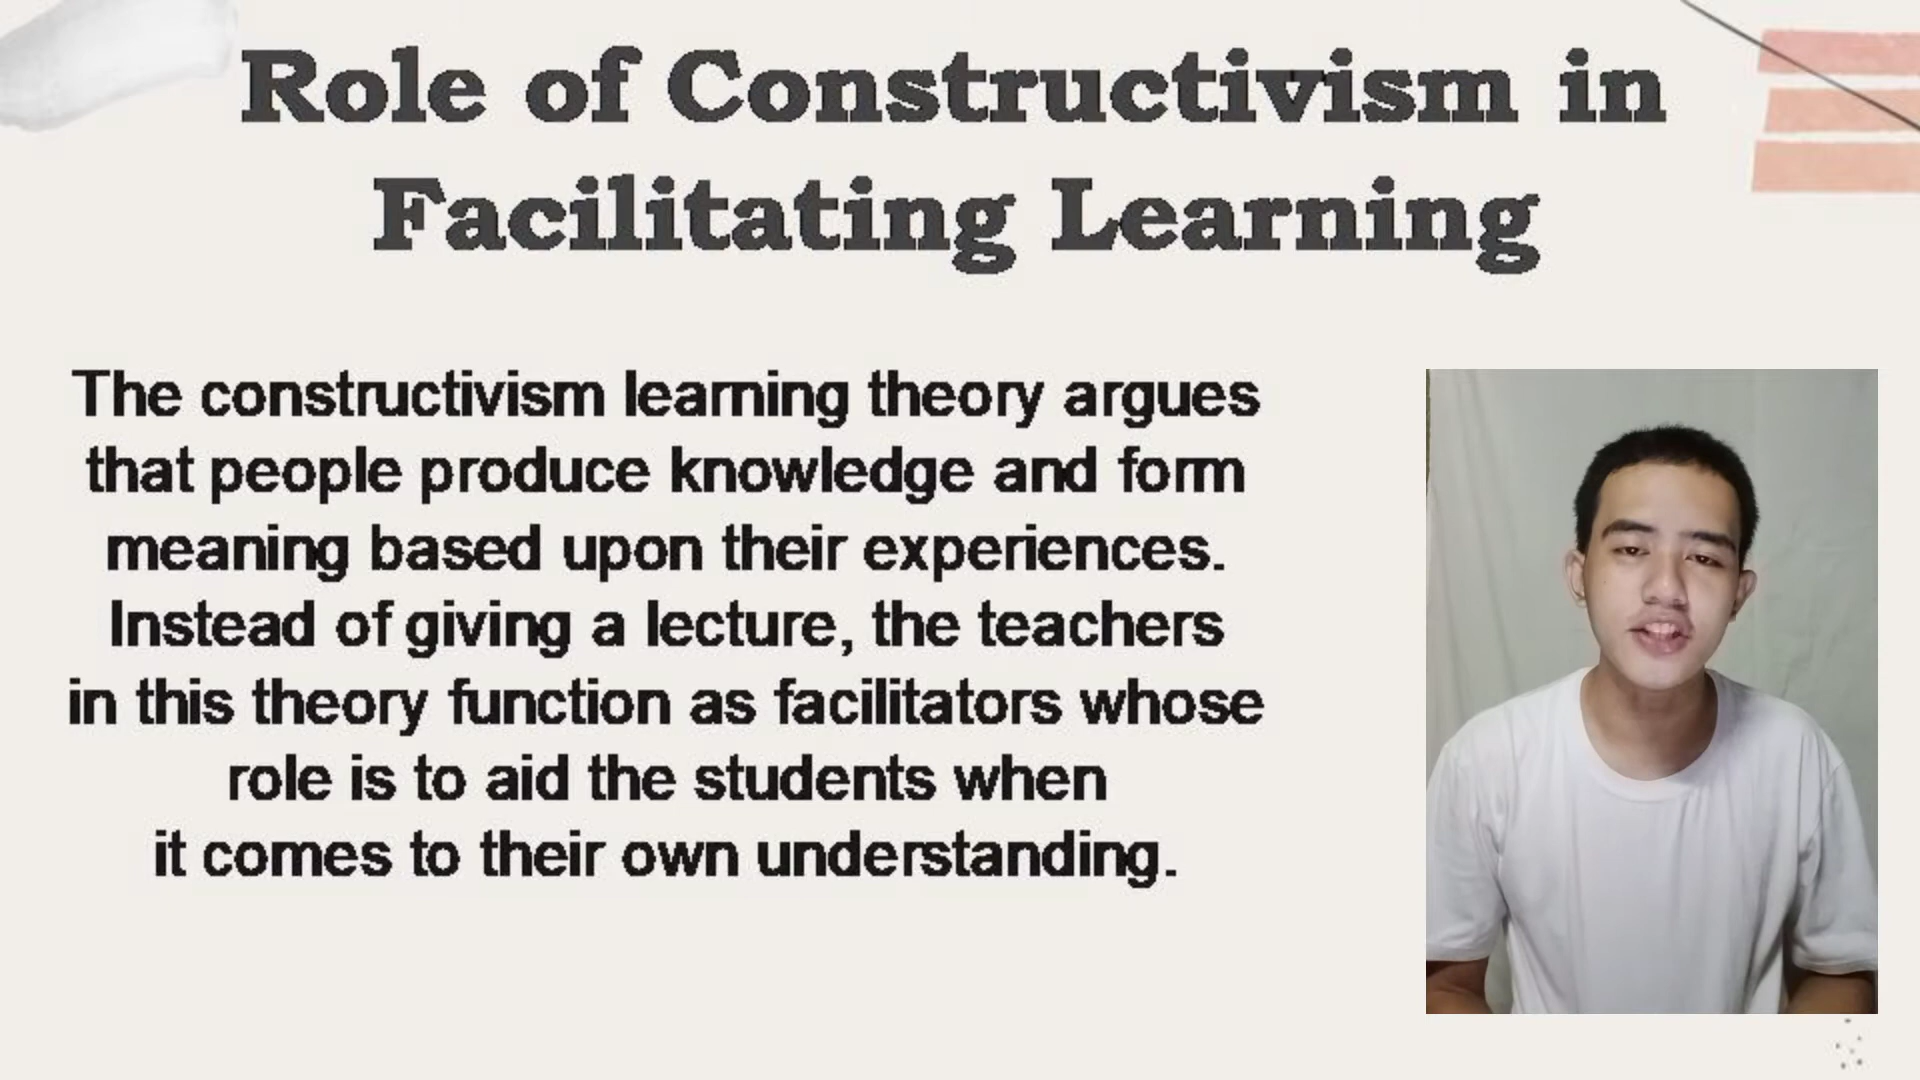 Role of Constructivism in
Facilitating Learning
The constructivism learning theory argues
that people produce knowledge and form
meaning based upon their experiences.
Instead of giving a lecture, the teachers
in this theory function as facilitators whose
role is to aid the students when
it comes to their own understanding.